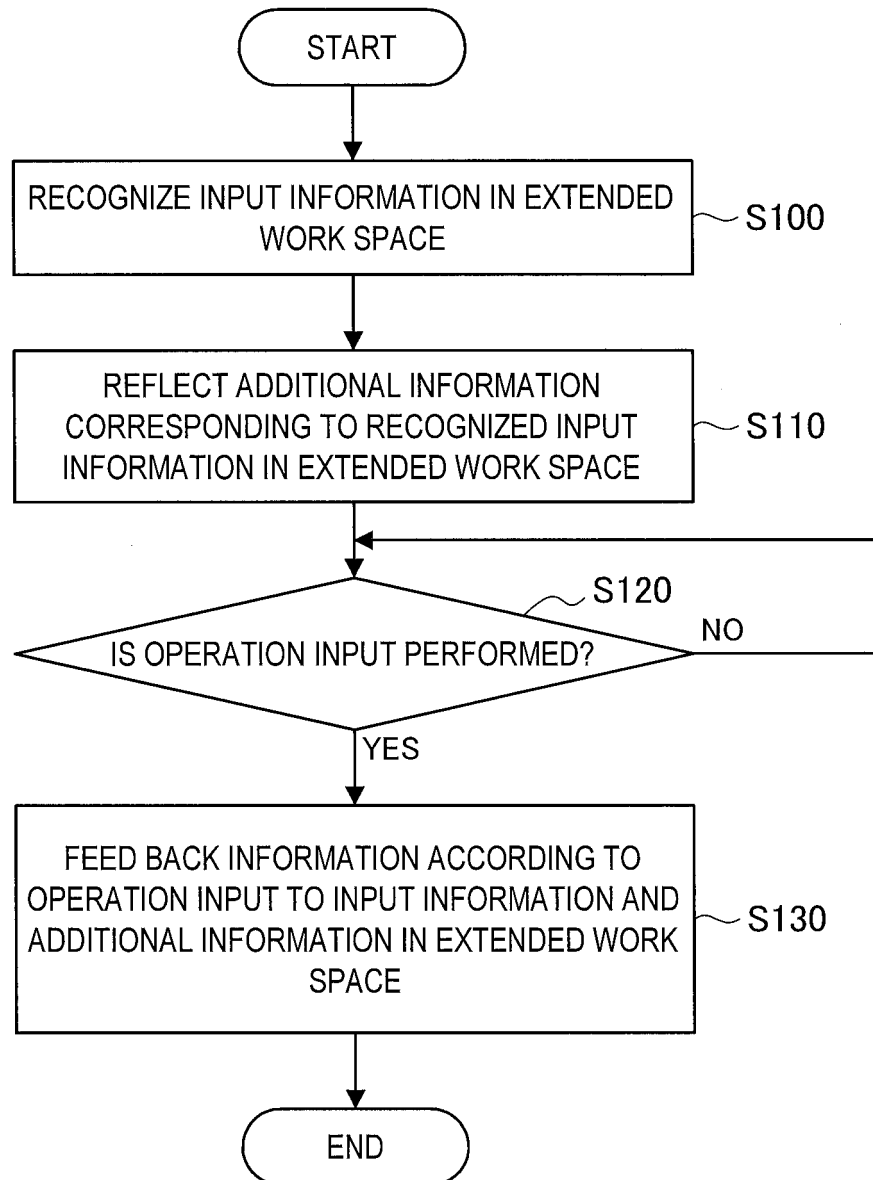 START
RECOGNIZE INPUT INFORMATION IN EXTENDED
WORK SPACE
S100
REFLECT ADDITIONAL INFORMATION
CORRESPONDING TO RECOGNIZED INPUT
INFORMATION IN EXTENDED WORK SPACE
S110
S120
IS OPERATION INPUT PERFORMED?
NO
YES
FEED BACK INFORMATION ACCORDING TO
OPERATION INPUT TO INPUT INFORMATION AND
ADDITIONAL INFORMATION IN EXTENDED WORK
SPACE
S130
END